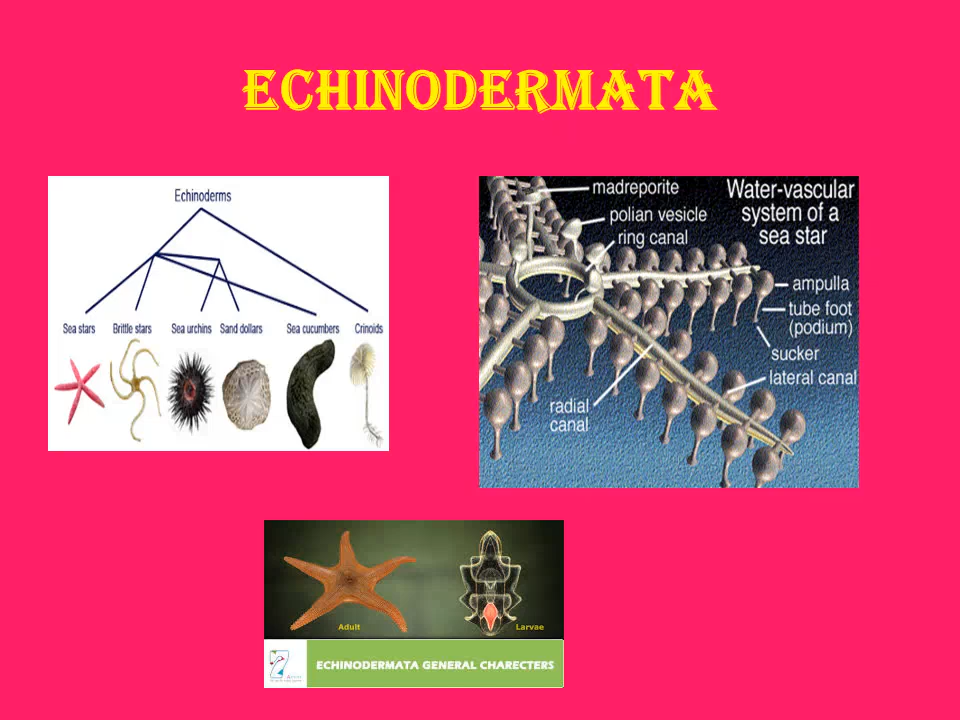 ECHINODERMATA
Echinoderms
Sea stars Brittle stars Sea urchins Sand dollars Sea cucumbers Crinoids
Water-vascular
system of a
sea star
madreporite
polian vesicle
ring canal
ampulla
tube foot
(podium)
sucker
lateral canal
radial
canal
Adult
Larvae
ECHINODERMATA GENERAL CHARECTERS